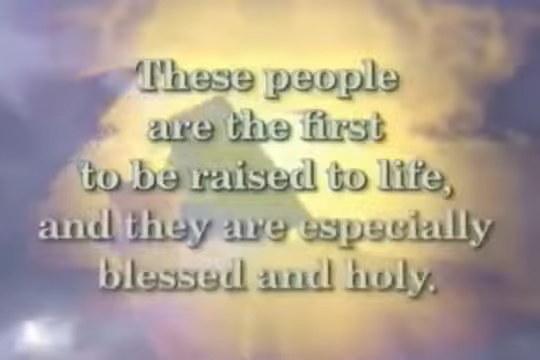 These people
are the first
to be raised to life,
and they are especially
blessed and holy.